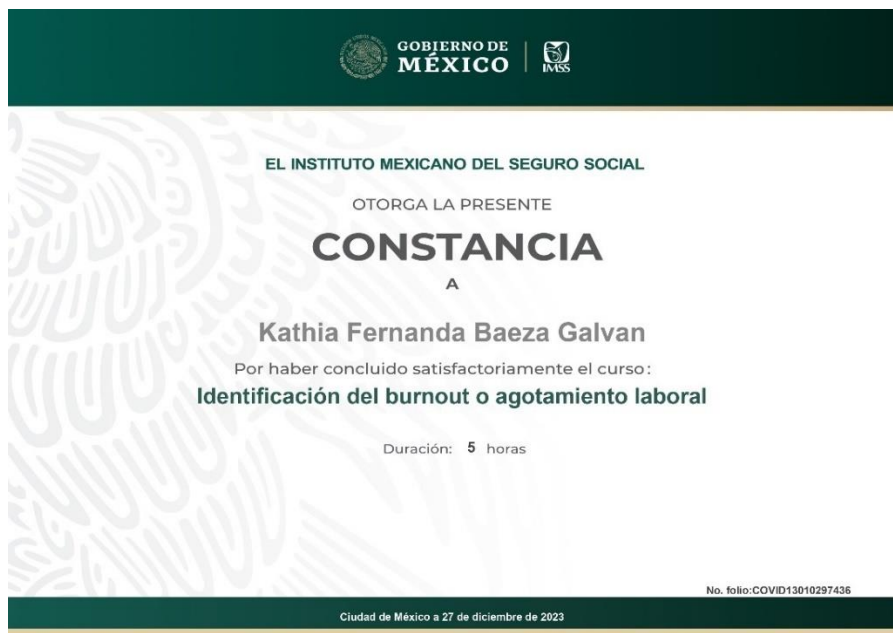 GOBIERNO DE
MÉXICO
IMSS
EL INSTITUTO MEXICANO DEL SEGURO SOCIAL
OTORGA LA PRESENTE
CONSTANCIA
A
Kathia Fernanda Baeza Galvan
Por haber concluido satisfactoriamente el curso:
Identificación del burnout o agotamiento laboral
Duración: 5 horas
No. folio:COVID13010297436
Ciudad de México a 27 de diciembre de 2023